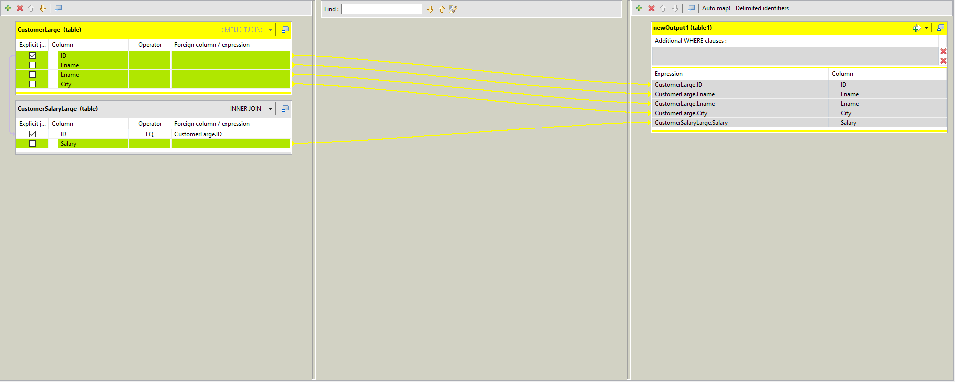 Find :
Auto map! Delimited identifiers
CustomerLarge (table)
Explicit j... Column Operator Foreign column / expression
ID
Fname
Lname
City
CustomerSalaryLarge (table) INNER JOIN
Explicit j... Column Operator Foreign column / expression
ID CustomerLarge.ID
Salary
newOutput1 (table1)
Additional WHERE clauses :
Expression Column
CustomerLarge.ID ID
CustomerLarge.Fname Fname
CustomerLarge.Lname Lname
CustomerLarge.City City
CustomerSalaryLarge.Salary Salary